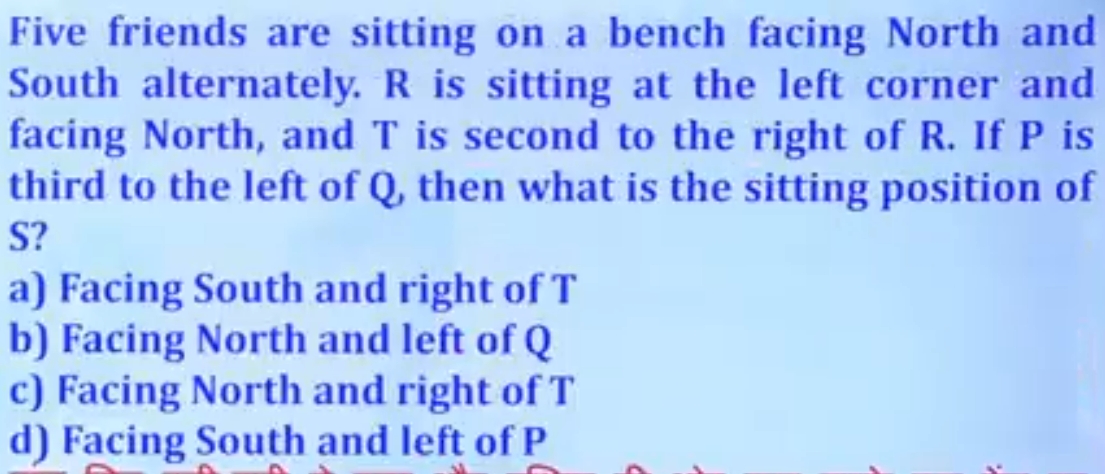 Five friends are sitting on a bench facing North and
South alternately. R is sitting at the left corner and
facing North, and T is second to the right of R. If P is
third to the left of Q, then what is the sitting position of
S?
a) Facing South and right of T
b) Facing North and left of Q
c) Facing North and right of T
d) Facing South and left of P